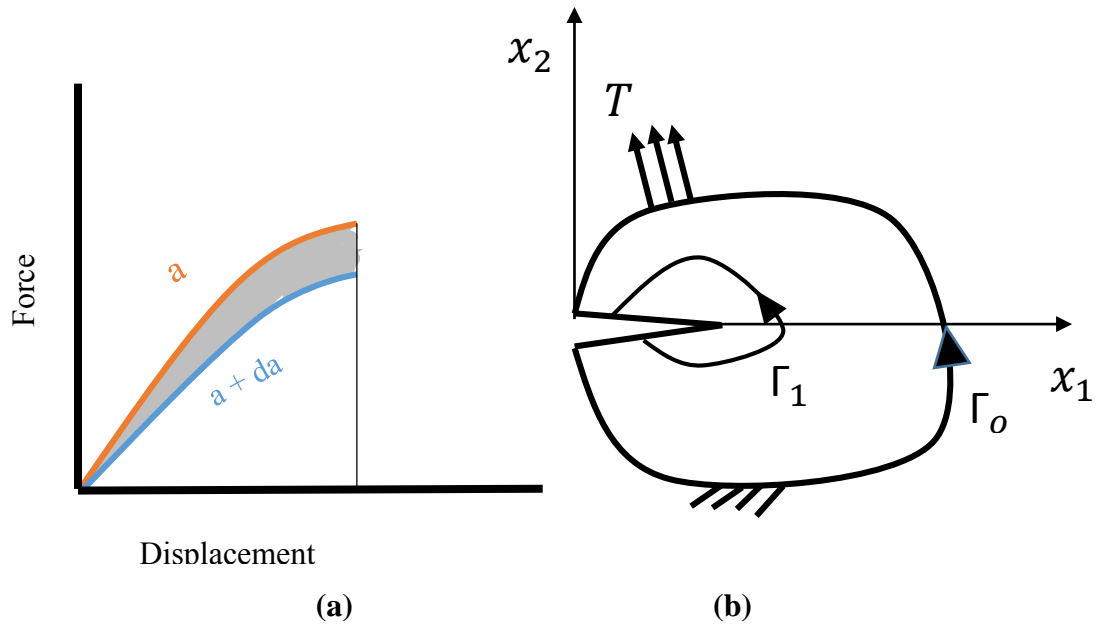 Force
a
a + da
Displacement
(a)
x₂
T
Γ₁
Γₒ
x₁
(b)